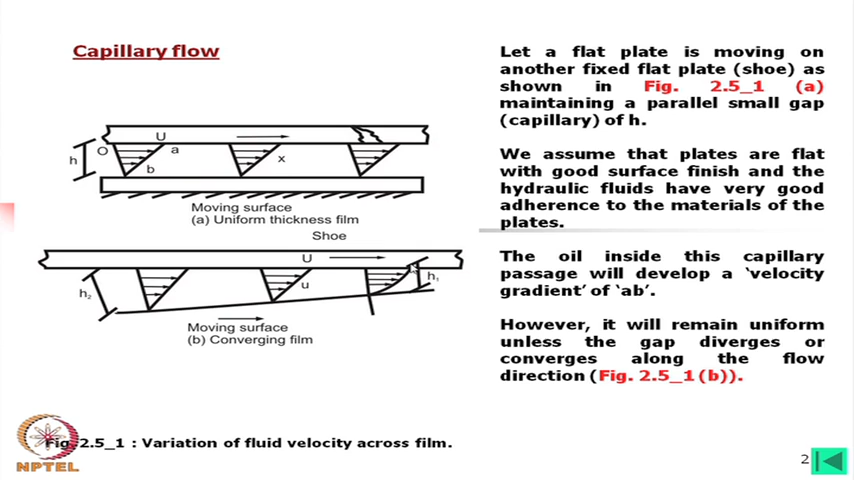 Capillary flow
U
O
a
h
b
x
Moving surface
(a) Uniform thickness film
Shoe
U
h₁
h₂
u
Moving surface
(b) Converging film
Fig. 2.5_1 : Variation of fluid velocity across film.
NPTEL
Let a flat plate is moving on
another fixed flat plate (shoe) as
shown in Fig. 2.5_1 (a)
maintaining a parallel small gap
(capillary) of h.
We assume that plates are flat
with good surface finish and the
hydraulic fluids have very good
adherence to the materials of the
plates.
The oil inside this capillary
passage will develop a ‘velocity
gradient’ of ‘ab’.
However, it will remain uniform
unless the gap diverges or
converges along the flow
direction (Fig. 2.5_1 (b)).
2